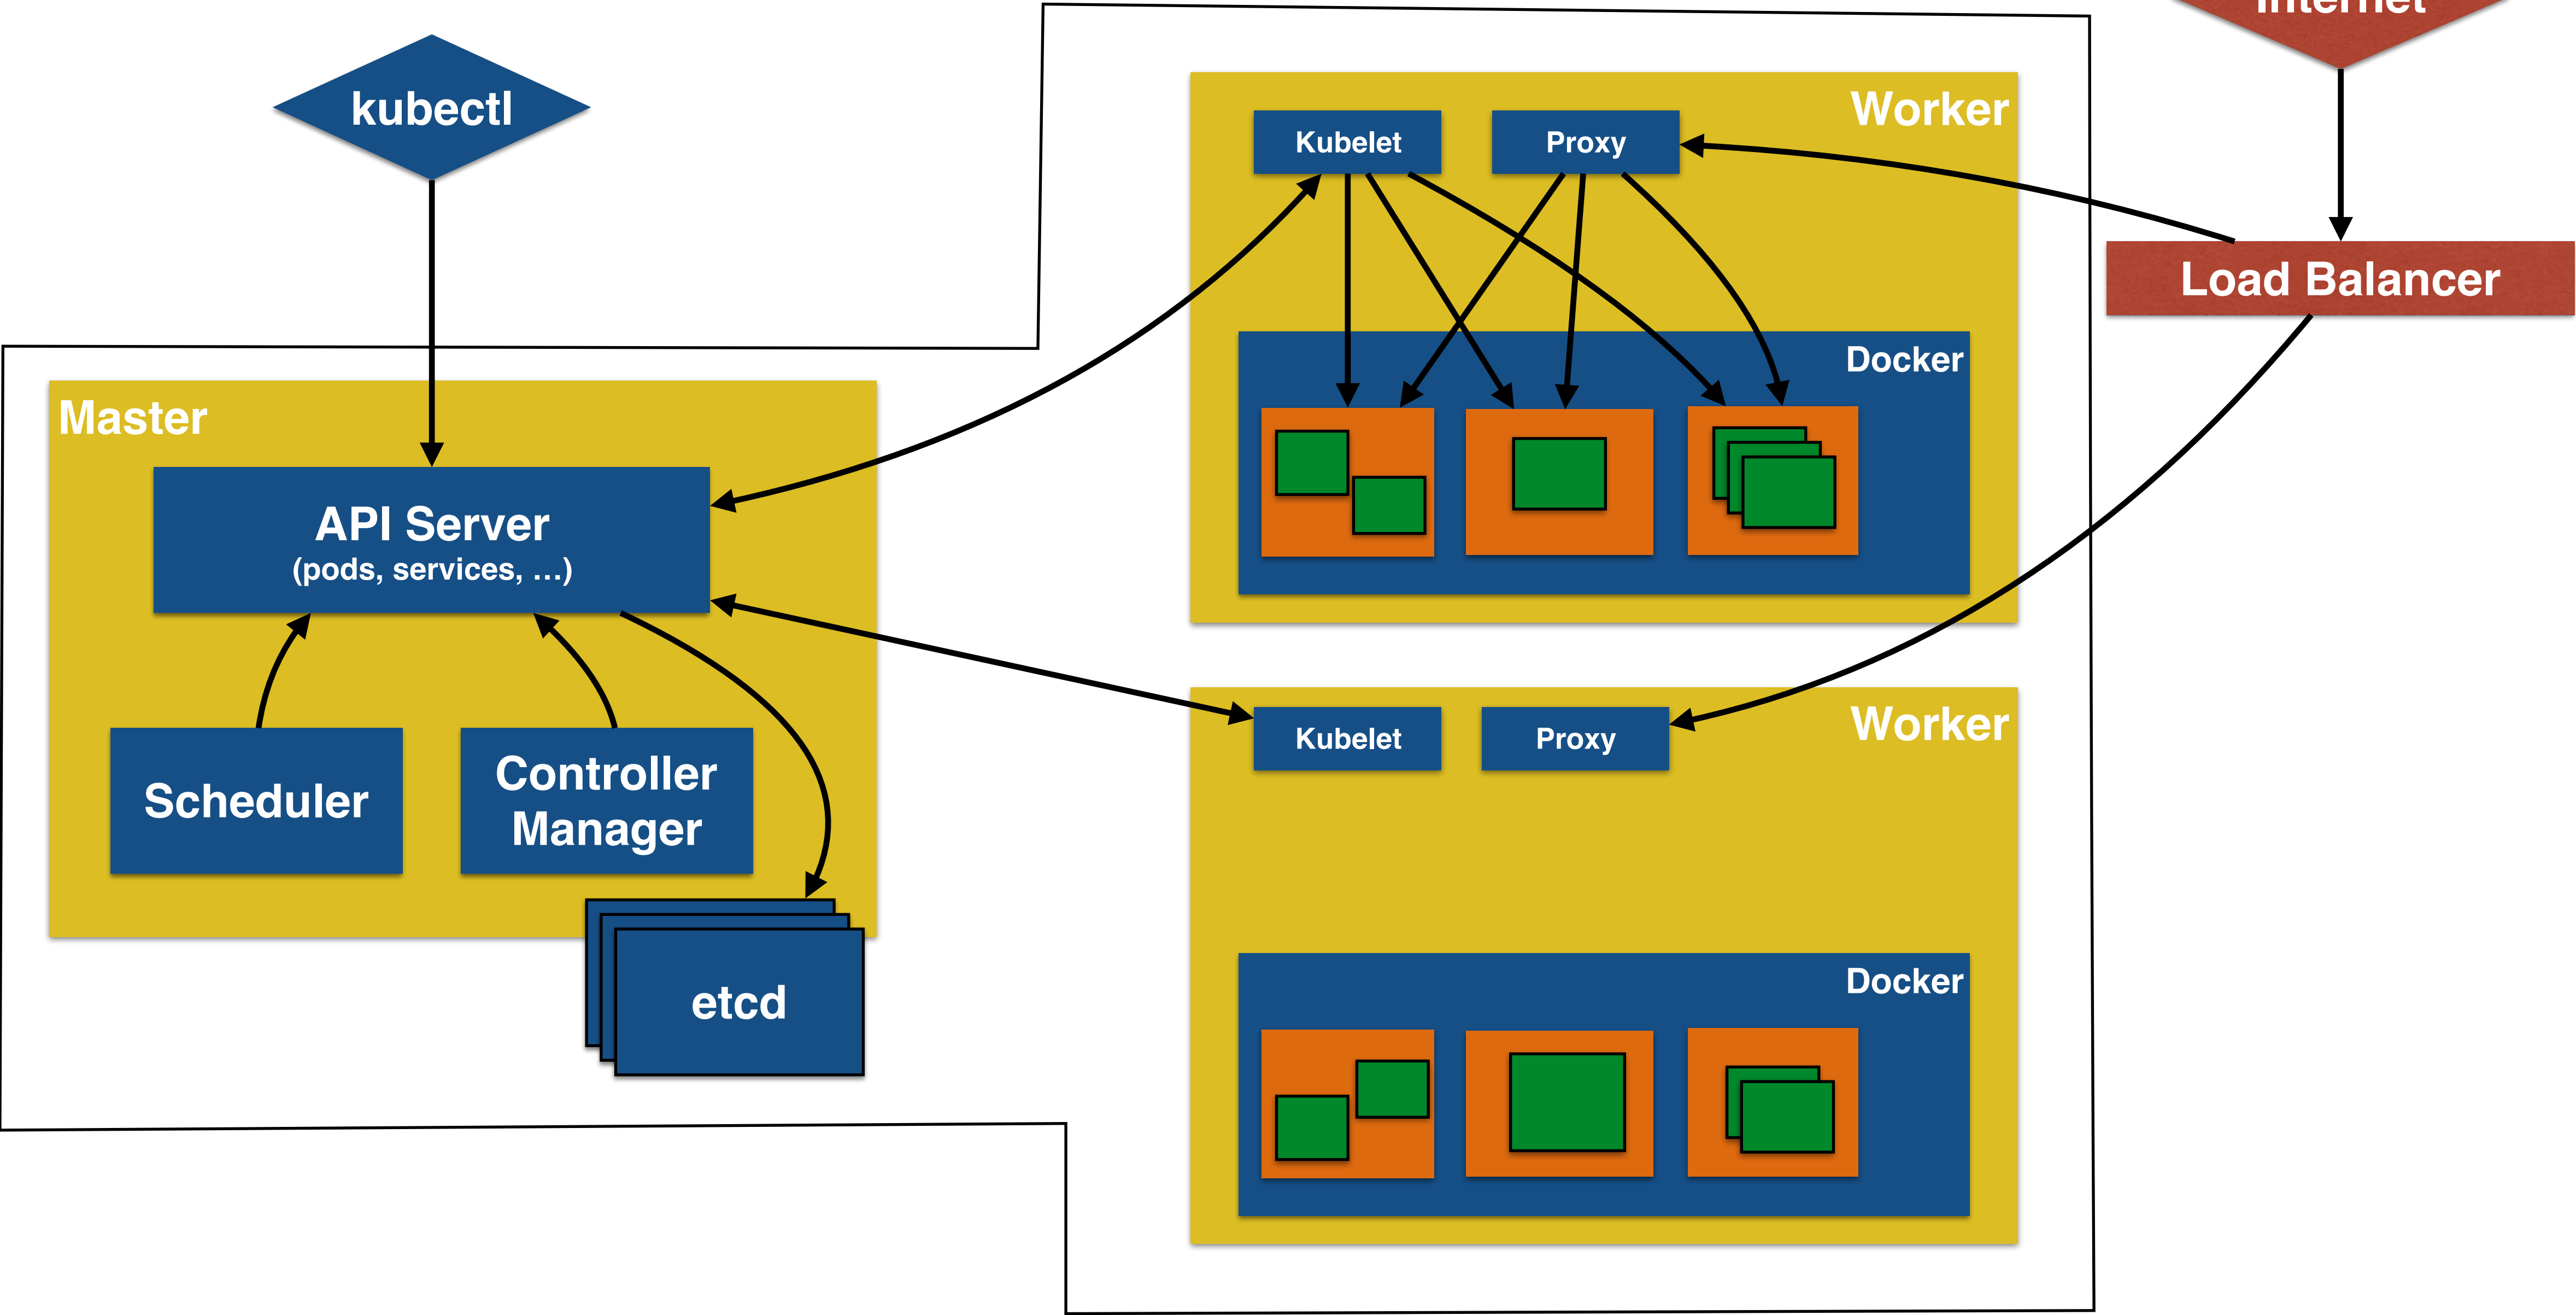 Internet
kubectl
Worker
Kubelet
Proxy
Load Balancer
Docker
Master
API Server
(pods, services, ...)
Worker
Kubelet
Proxy
Scheduler
Controller
Manager
Docker
etcd